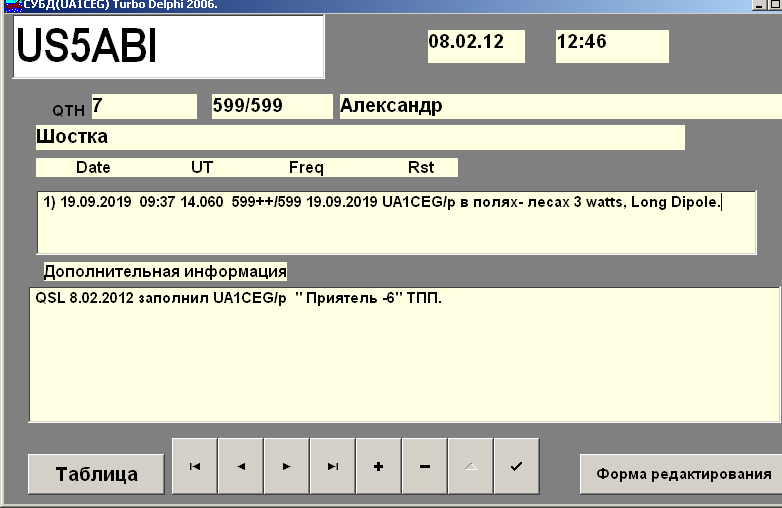 СУБД(UA1CEG) Turbo Delphi 2006.
US5ABI
08.02.12 12:46
QTH 7 599/599 Александр
Шостка
Date UT Freq Rst
1) 19.09.2019 09:37 14.060 599++/599 19.09.2019 UA1CEG/p в полях- лесах 3 watts, Long Dipole.
Дополнительная информация
QSL 8.02.2012 заполнил UA1CEG/p " Приятель -6" ТПП.
Таблица Форма редактирования